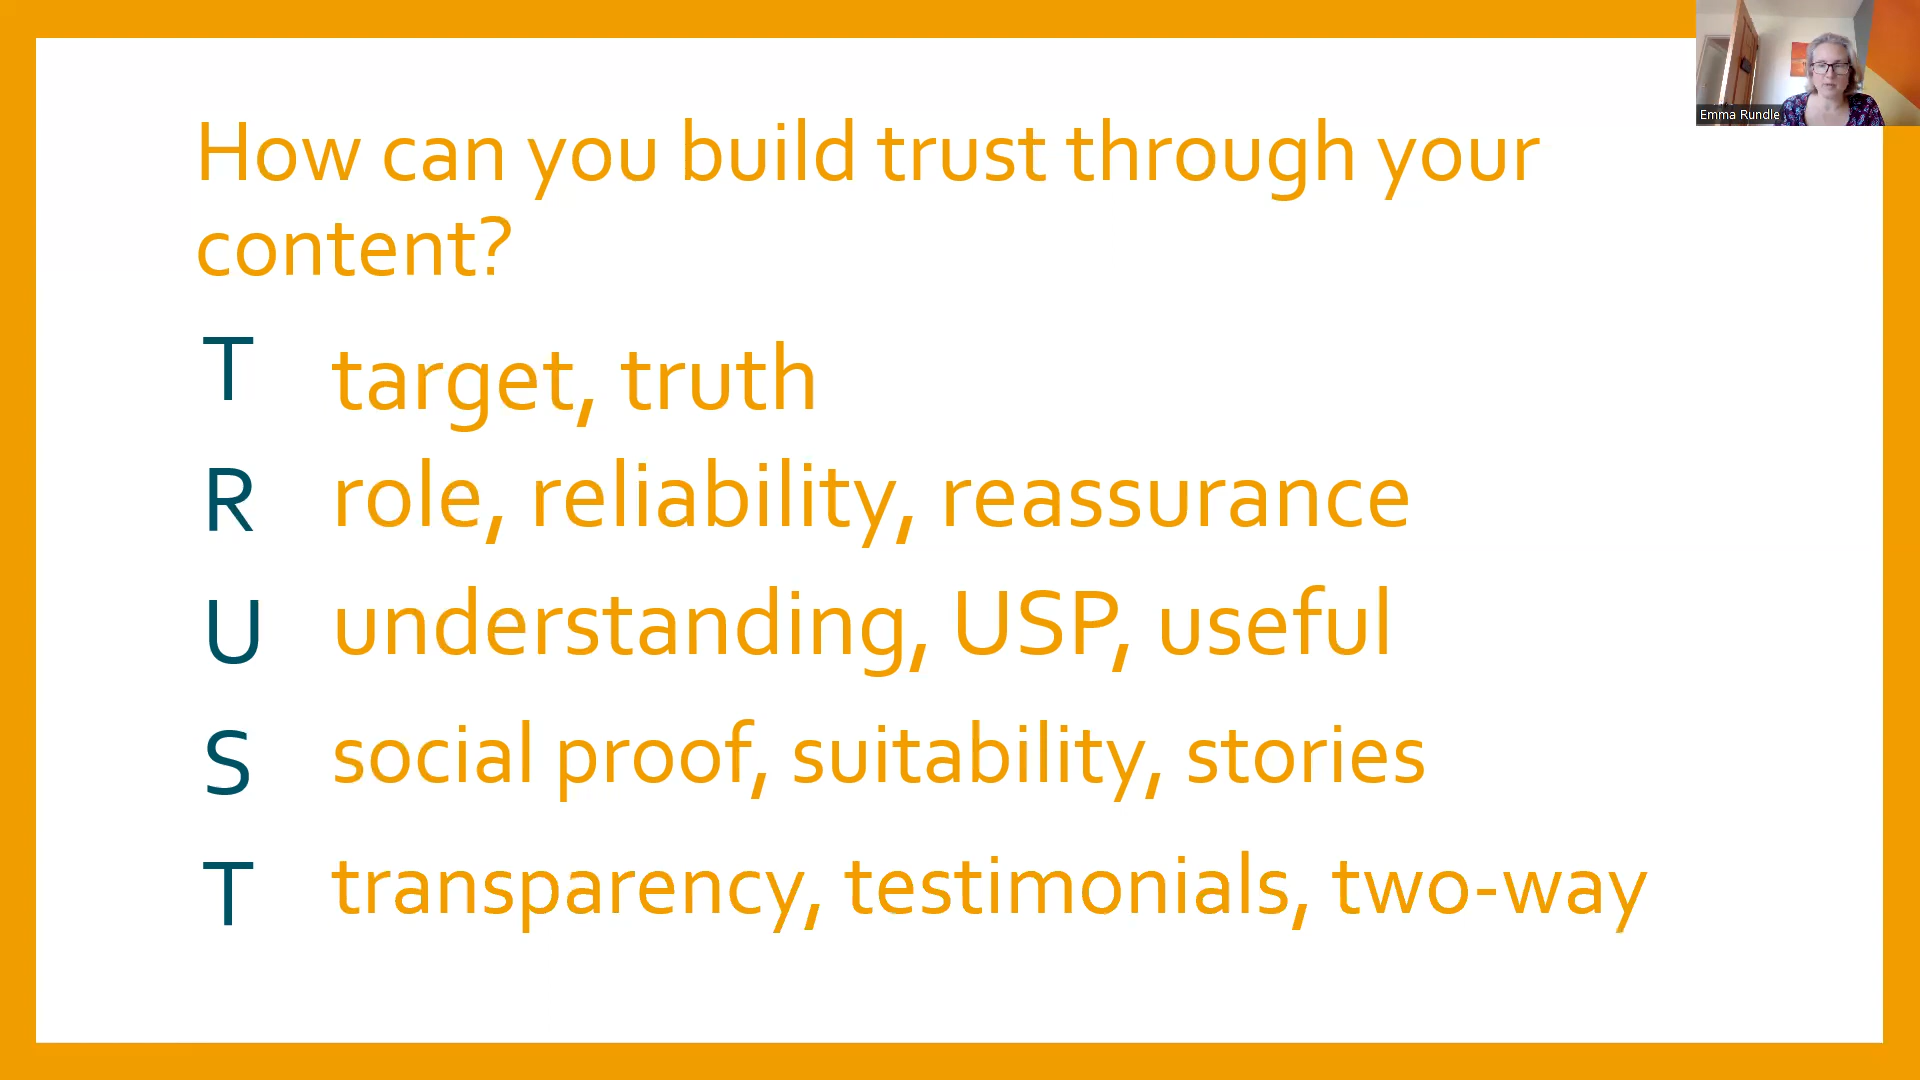 How can you build trust through your
content?
T target, truth
R role, reliability, reassurance
U understanding, USP, useful
S social proof, suitability, stories
T transparency, testimonials, two-way
Emma Rundle